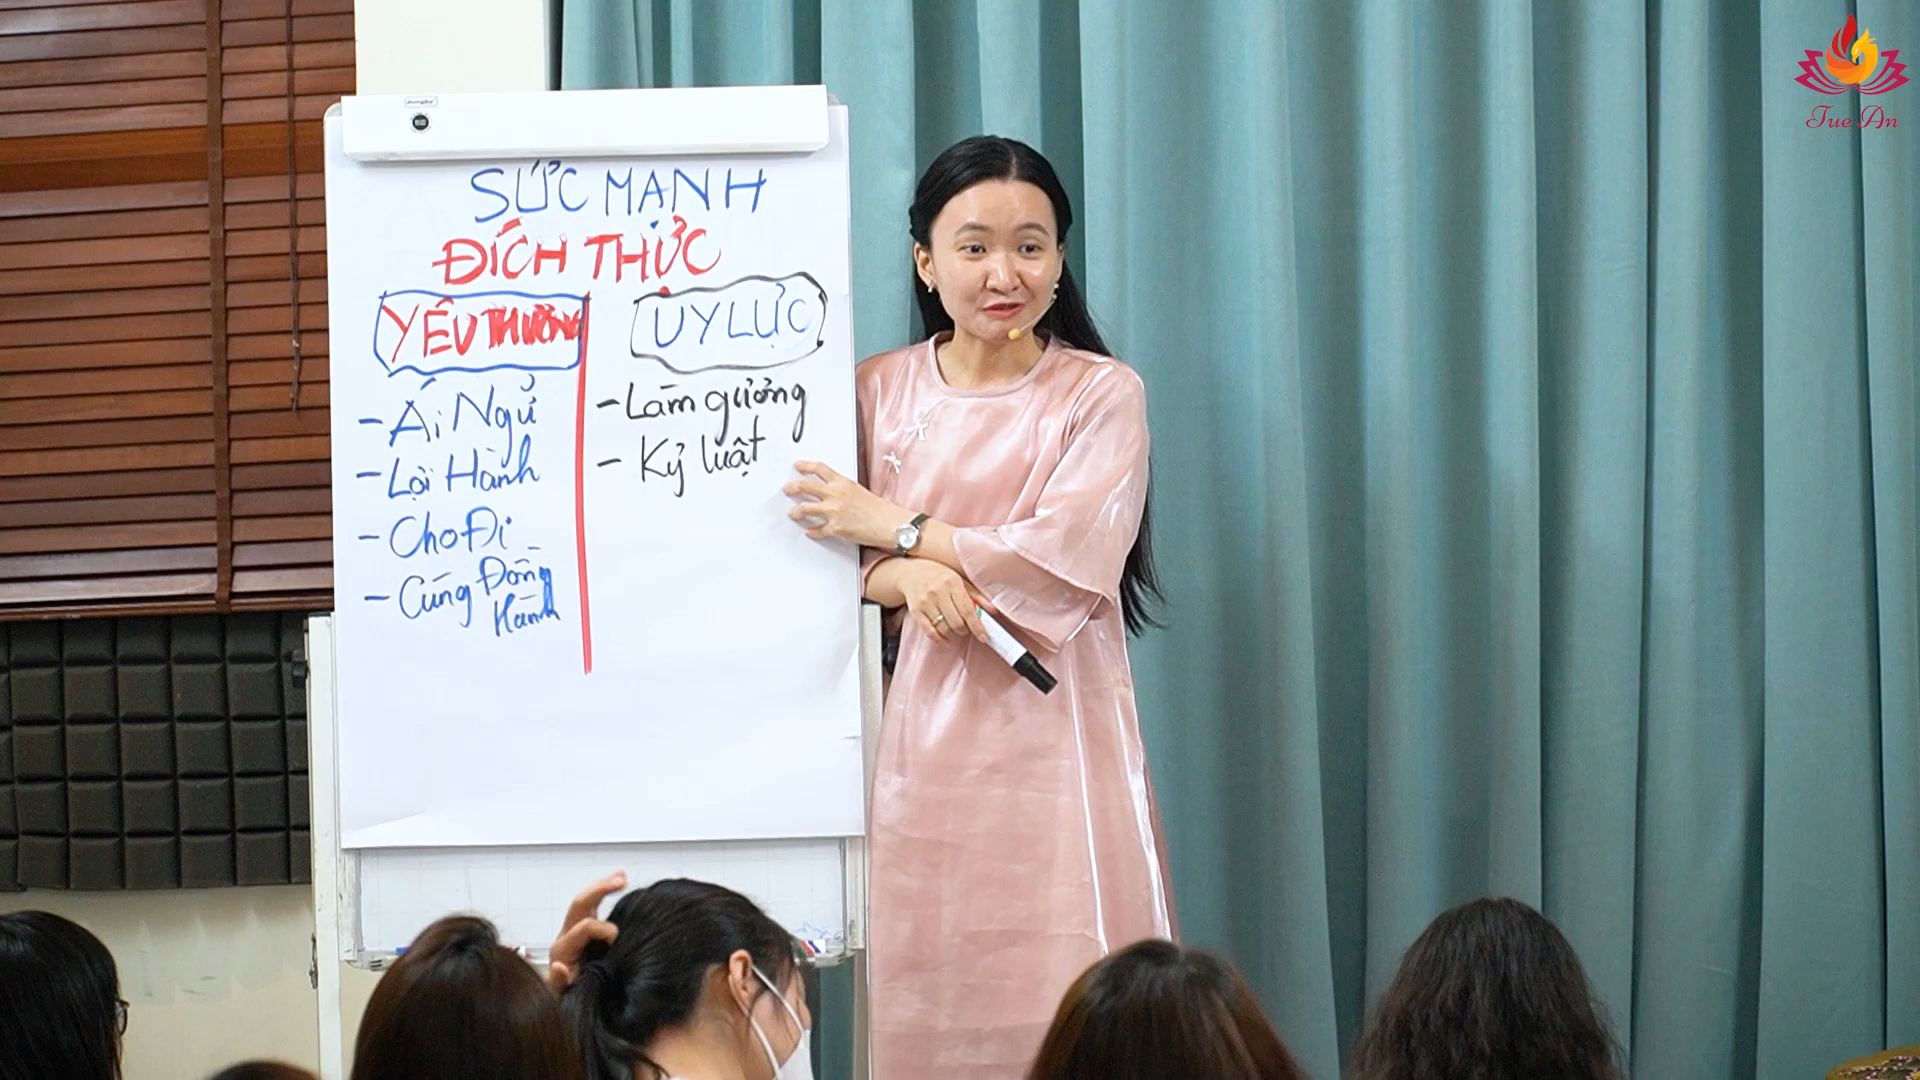 SỨC MẠNH
ĐÍCH THỰC
YÊU THƯƠNG
- Ái Ngữ
- Lợi Hành
- Cho Đi
- Cùng Đồng
Hành
UY LỰC
- Làm gương
- Kỷ luật
Tue An